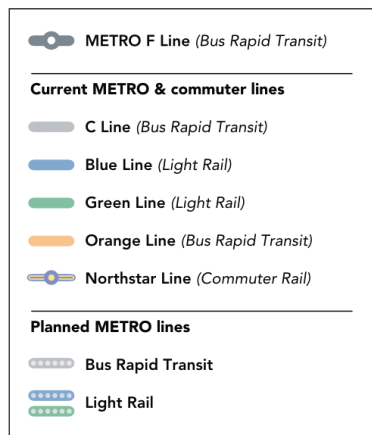 METRO F Line (Bus Rapid Transit)
Current METRO & commuter lines
C Line (Bus Rapid Transit)
Blue Line (Light Rail)
Green Line (Light Rail)
Orange Line (Bus Rapid Transit)
Northstar Line (Commuter Rail)
Planned METRO lines
Bus Rapid Transit
Light Rail